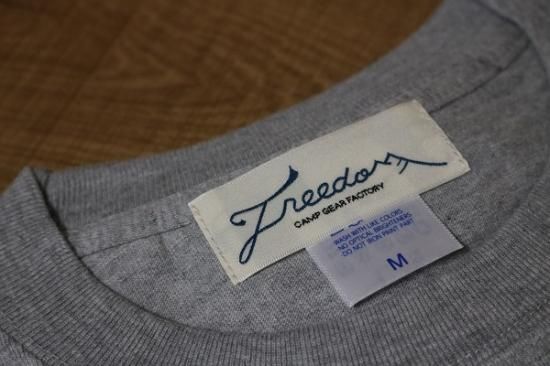 Freedom
CAMP GEAR FACTORY
WASH WITH LIKE COLORS
NO OPTICAL BRIGHTENERS
DO NOT IRON PRINT PART
M